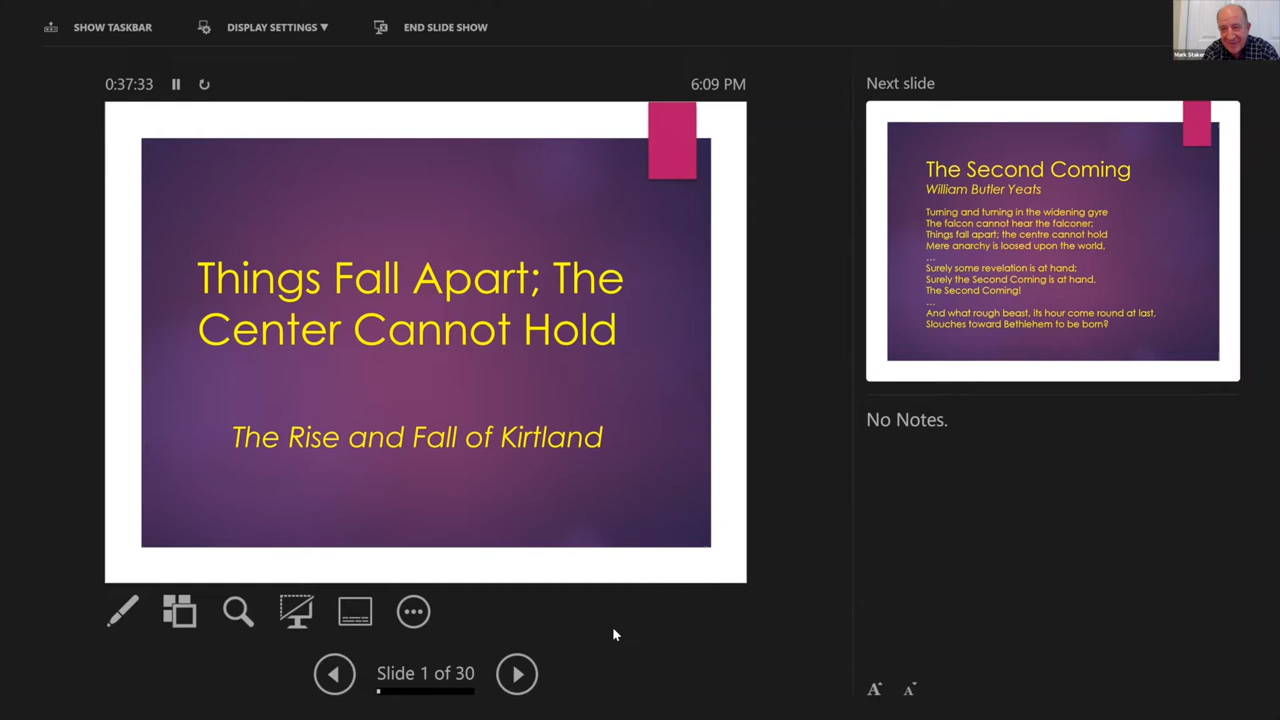 SHOW TASKBAR
DISPLAY SETTINGS ▼
END SLIDE SHOW
Mark Staker
0:37:33
6:09 PM
Things Fall Apart; The
Center Cannot Hold
The Rise and Fall of Kirtland
Slide 1 of 30
Next slide
The Second Coming
William Butler Yeats
Turning and turning in the widening gyre
The falcon cannot hear the falconer;
Things fall apart; the centre cannot hold
Mere anarchy is loosed upon the world,
...
Surely some revelation is at hand;
Surely the Second Coming is at hand.
The Second Coming!
...
And what rough beast, its hour come round at last,
Slouches toward Bethlehem to be born?
No Notes.
A A